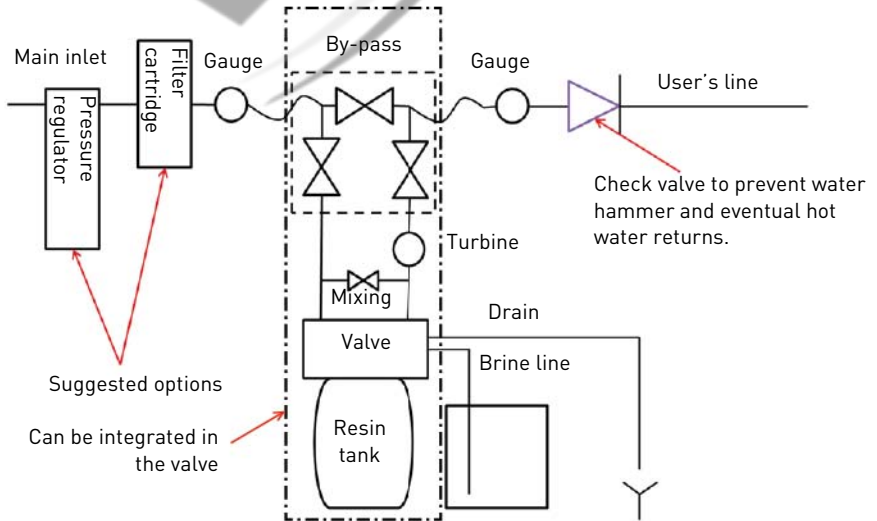 By-pass
Main inlet
Pressure
regulator
Filter
cartridge
Gauge
Gauge
User's line
Check valve to prevent water
hammer and eventual hot
water returns.
Turbine
Mixing
Valve
Drain
Brine line
Suggested options
Can be integrated in
the valve
Resin
tank